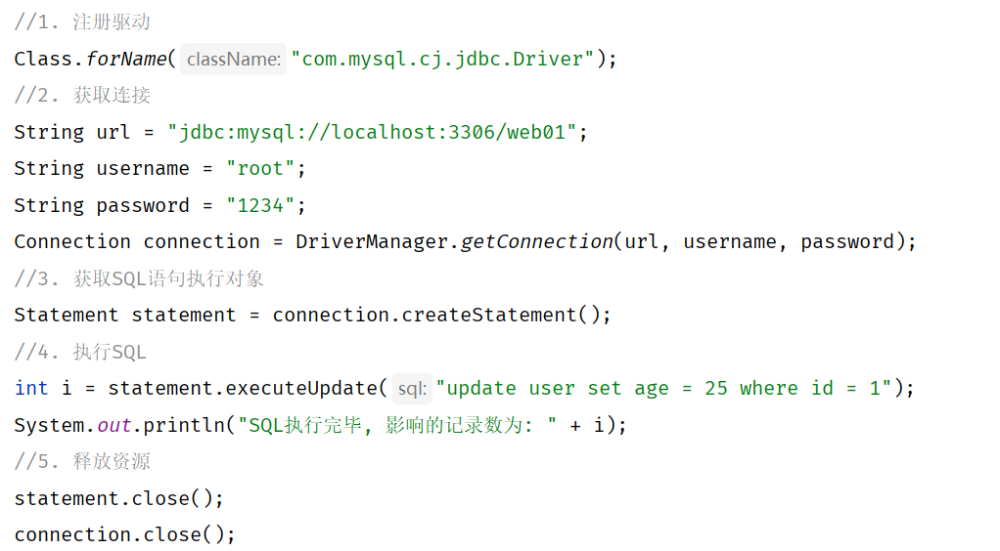 //1. 注册驱动
Class.forName( className: "com.mysql.cj.jdbc.Driver");
//2. 获取连接
String url = "jdbc:mysql://localhost:3306/web01";
String username = "root";
String password = "1234";
Connection connection = DriverManager.getConnection(url, username, password);
//3. 获取SQL语句执行对象
Statement statement = connection.createStatement();
//4. 执行SQL
int i = statement.executeUpdate( sql: "update user set age = 25 where id = 1");
System.out.println("SQL执行完毕, 影响的记录数为: " + i);
//5. 释放资源
statement.close();
connection.close();